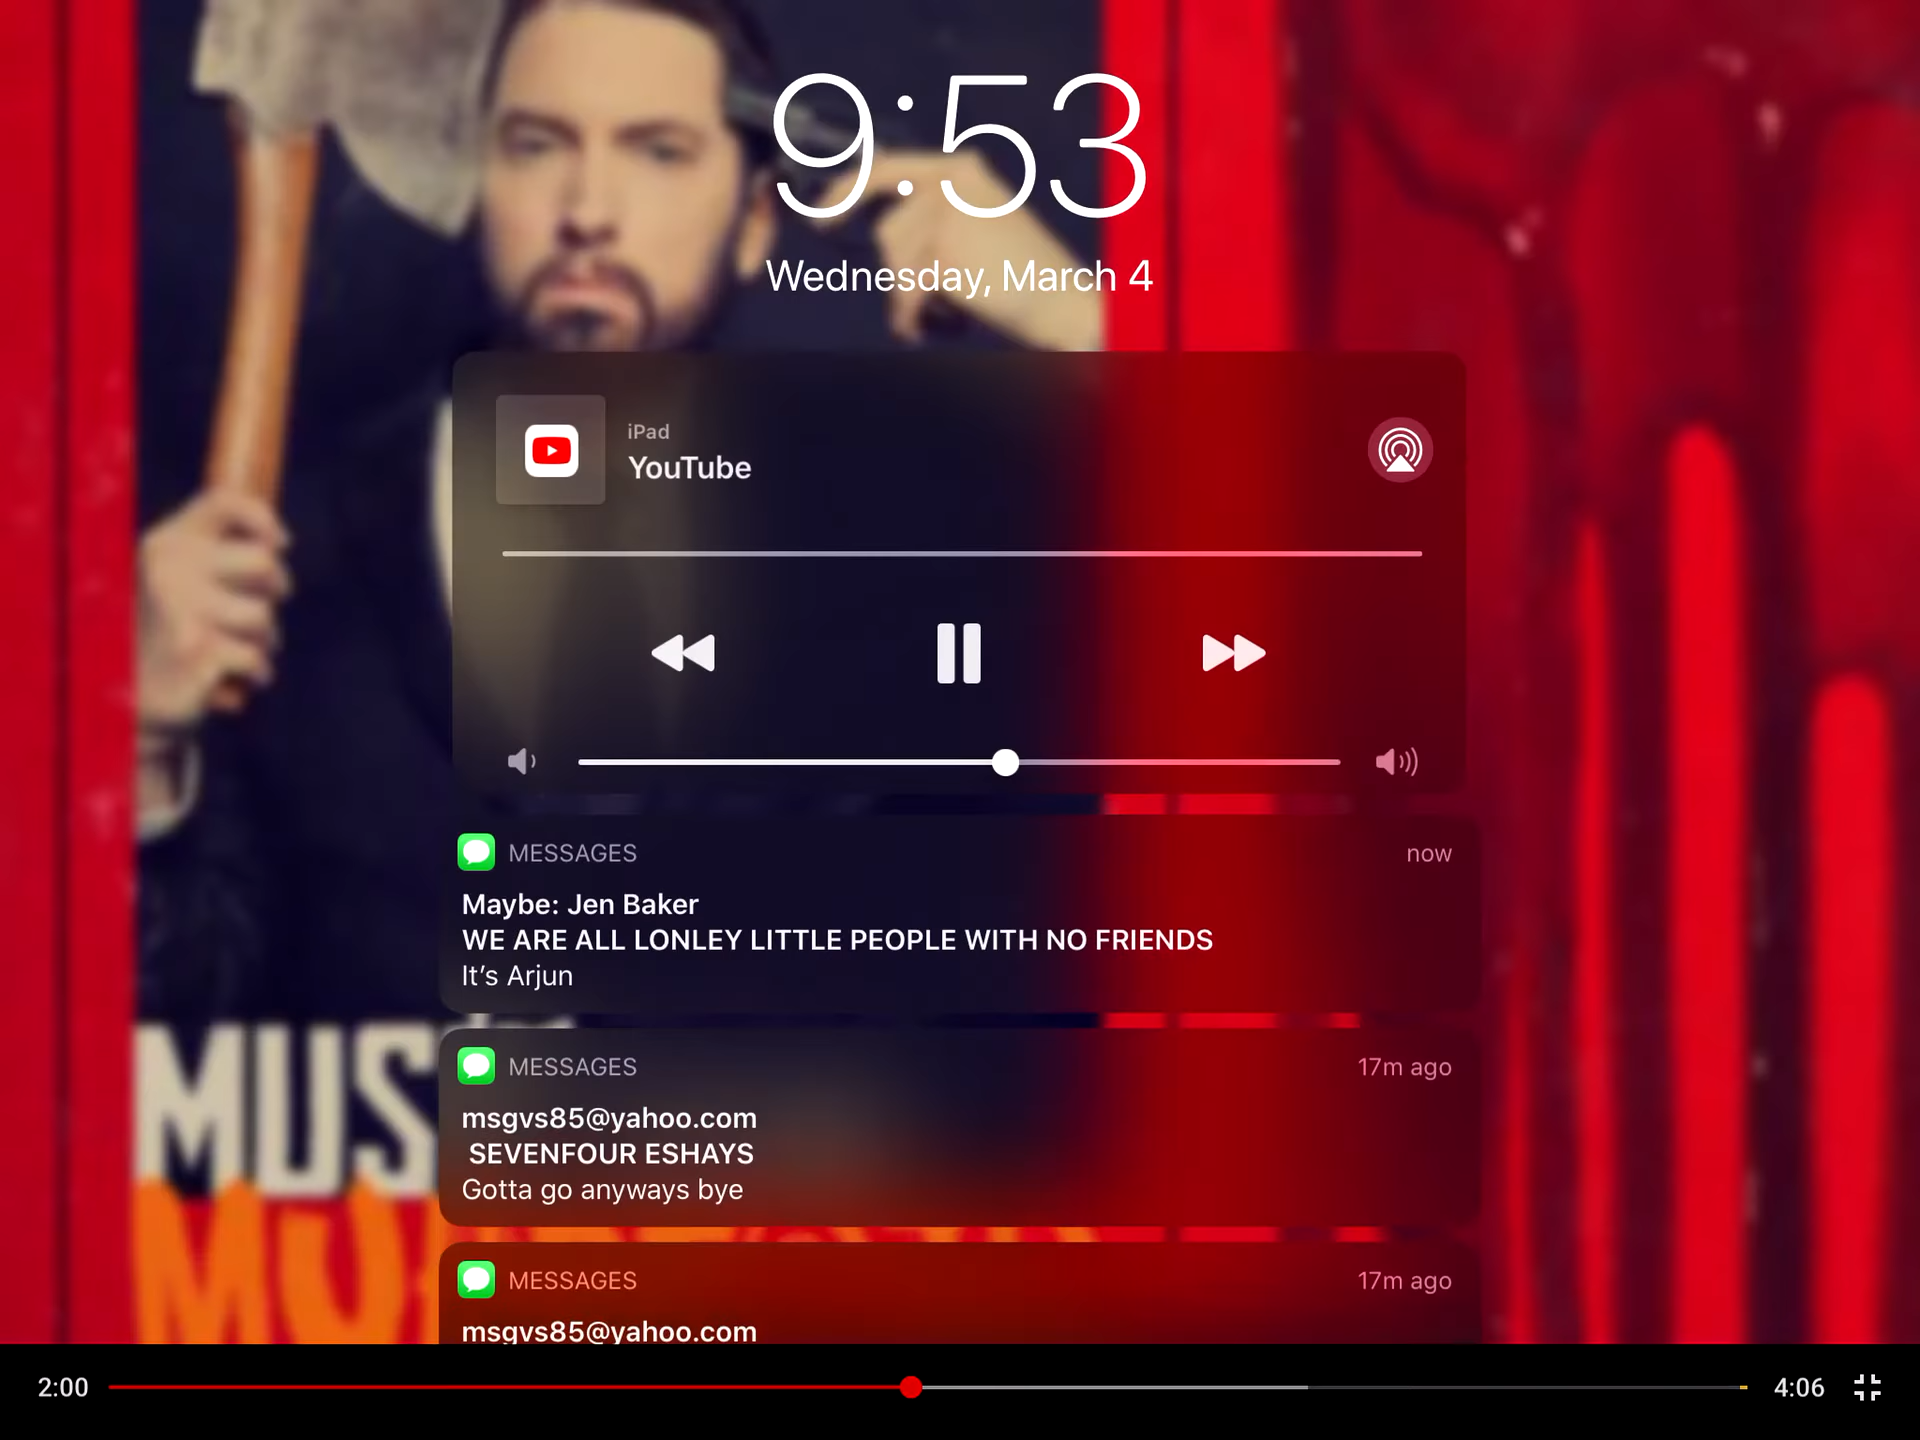 9:53
Wednesday, March 4
iPad
YouTube
MESSAGES
now
Maybe: Jen Baker
WE ARE ALL LONLEY LITTLE PEOPLE WITH NO FRIENDS
It’s Arjun
MUS
MESSAGES
17m ago
msgvs85@yahoo.com
SEVENFOUR ESHAYS
Gotta go anyways bye
MESSAGES
17m ago
msgvs85@yahoo.com
2:00
4:06